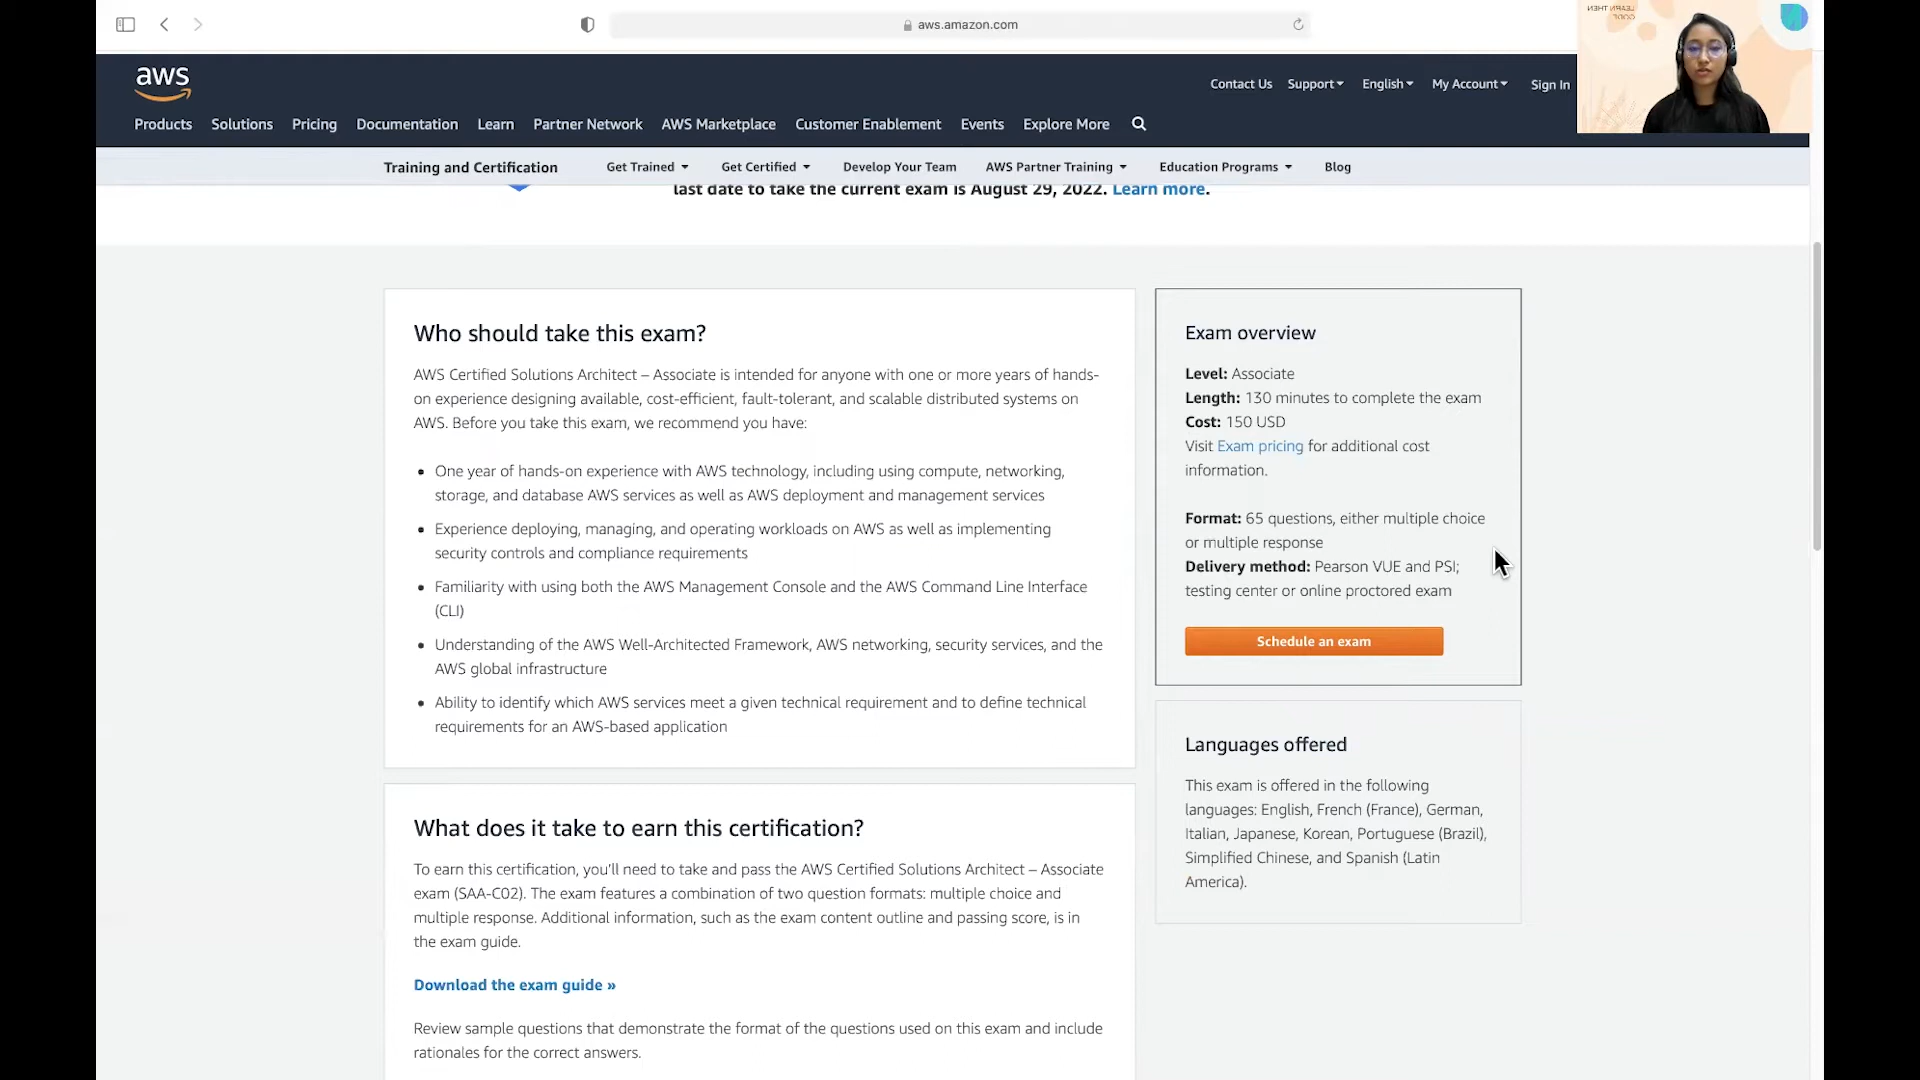 aws.amazon.com
LEARN THEN
CODE
aws
Contact Us Support English My Account Sign In
Products Solutions Pricing Documentation Learn Partner Network AWS Marketplace Customer Enablement Events Explore More
Training and Certification Get Trained Get Certified Develop Your Team AWS Partner Training Education Programs Blog
last date to take the current exam is August 29, 2022. Learn more.
Who should take this exam?
AWS Certified Solutions Architect – Associate is intended for anyone with one or more years of hands-
on experience designing available, cost-efficient, fault-tolerant, and scalable distributed systems on
AWS. Before you take this exam, we recommend you have:
• One year of hands-on experience with AWS technology, including using compute, networking,
storage, and database AWS services as well as AWS deployment and management services
• Experience deploying, managing, and operating workloads on AWS as well as implementing
security controls and compliance requirements
• Familiarity with using both the AWS Management Console and the AWS Command Line Interface
(CLI)
• Understanding of the AWS Well-Architected Framework, AWS networking, security services, and the
AWS global infrastructure
• Ability to identify which AWS services meet a given technical requirement and to define technical
requirements for an AWS-based application
Exam overview
Level: Associate
Length: 130 minutes to complete the exam
Cost: 150 USD
Visit Exam pricing for additional cost
information.
Format: 65 questions, either multiple choice
or multiple response
Delivery method: Pearson VUE and PSI;
testing center or online proctored exam
Schedule an exam
Languages offered
This exam is offered in the following
languages: English, French (France), German,
Italian, Japanese, Korean, Portuguese (Brazil),
Simplified Chinese, and Spanish (Latin
America).
What does it take to earn this certification?
To earn this certification, you'll need to take and pass the AWS Certified Solutions Architect – Associate
exam (SAA-C02). The exam features a combination of two question formats: multiple choice and
multiple response. Additional information, such as the exam content outline and passing score, is in
the exam guide.
Download the exam guide »
Review sample questions that demonstrate the format of the questions used on this exam and include
rationales for the correct answers.